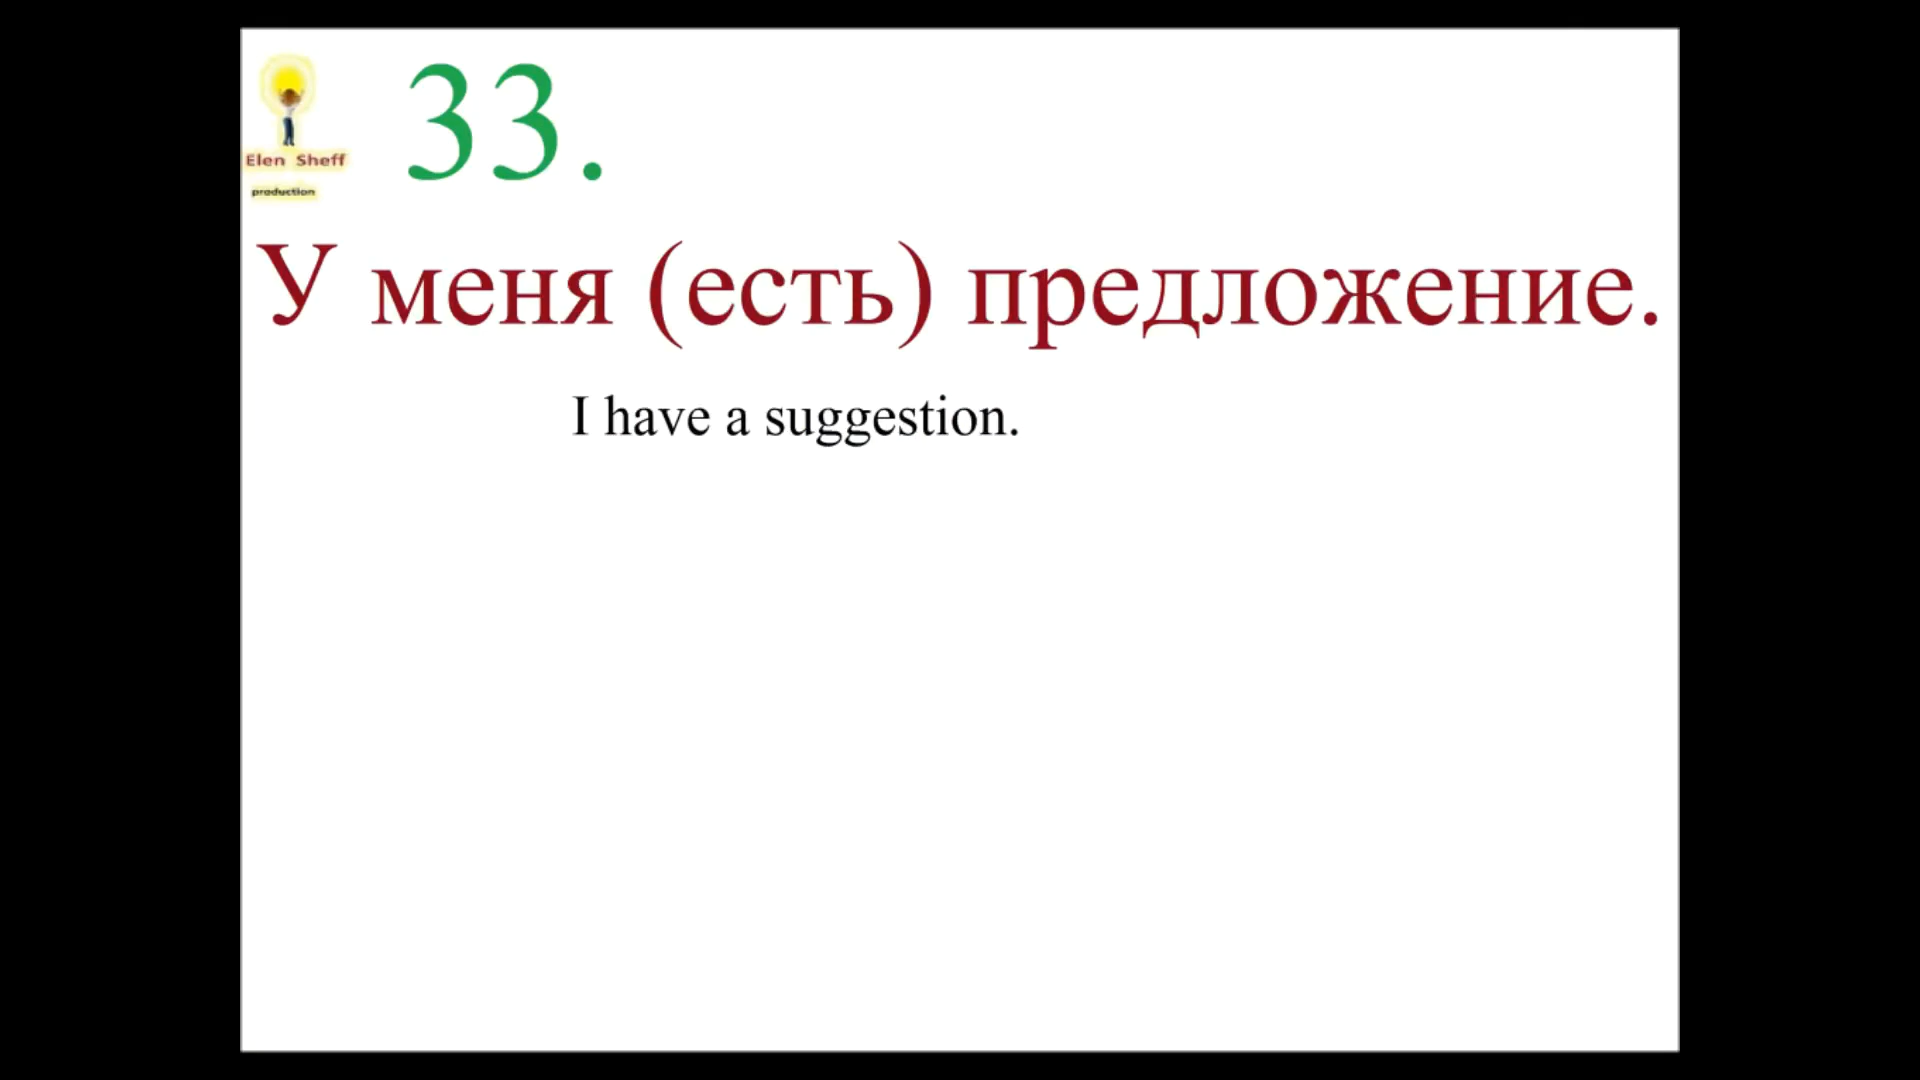 Elen Sheff
production
33.
У меня (есть) предложение.
I have a suggestion.